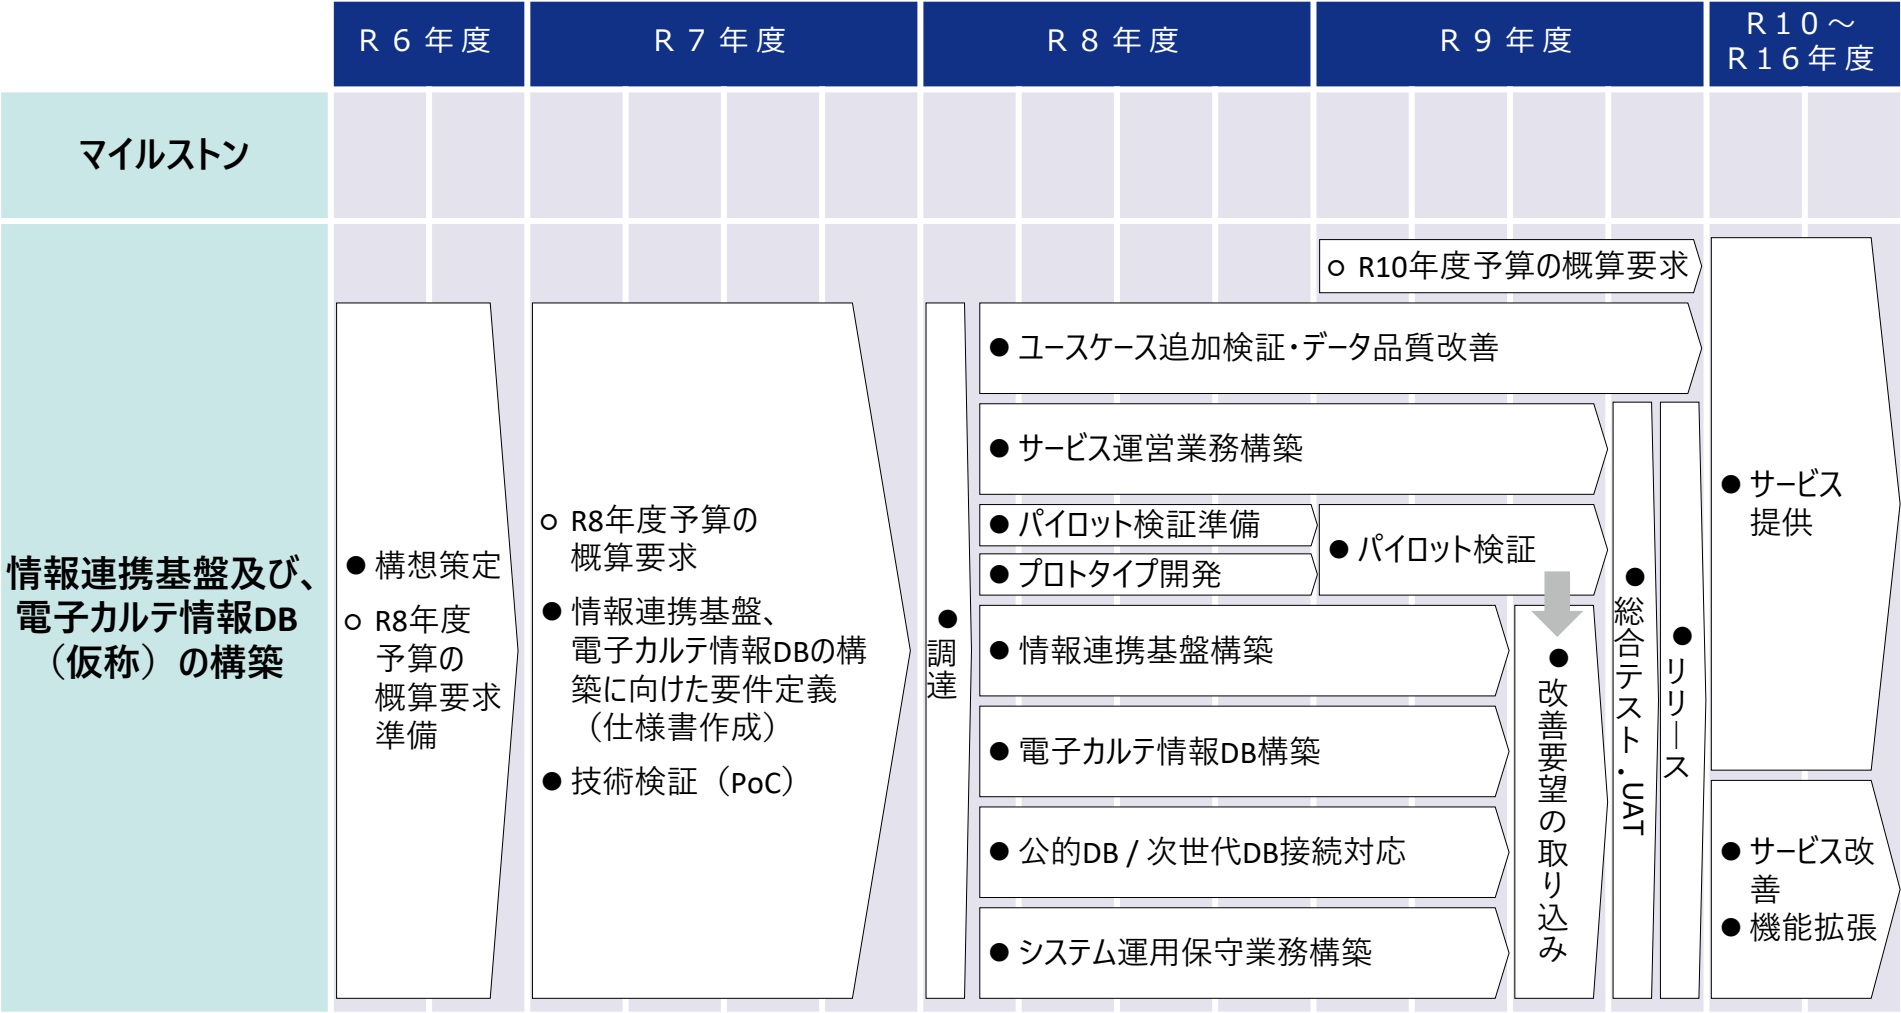 Ｒ６年度
Ｒ７年度
Ｒ８年度
Ｒ９年度
Ｒ１０～
Ｒ１６年度
マイルストン
情報連携基盤及び、
電子カルテ情報DB
（仮称）の構築
● 構想策定
○ R8年度
予算の
概算要求
準備
○ R8年度予算の
概算要求
● 情報連携基盤、
電子カルテ情報DBの構
築に向けた要件定義
（仕様書作成）
● 技術検証（PoC）
● 調達
○ R10年度予算の概算要求
● ユースケース追加検証・データ品質改善
● サービス運営業務構築
● パイロット検証準備
● プロトタイプ開発
● パイロット検証
● 情報連携基盤構築
● 電子カルテ情報DB構築
● 公的DB / 次世代DB接続対応
● システム運用保守業務構築
● 改善要望の取り込み
● 総合テスト・UAT
● リリース
● サービス
提供
● サービス改
善
● 機能拡張